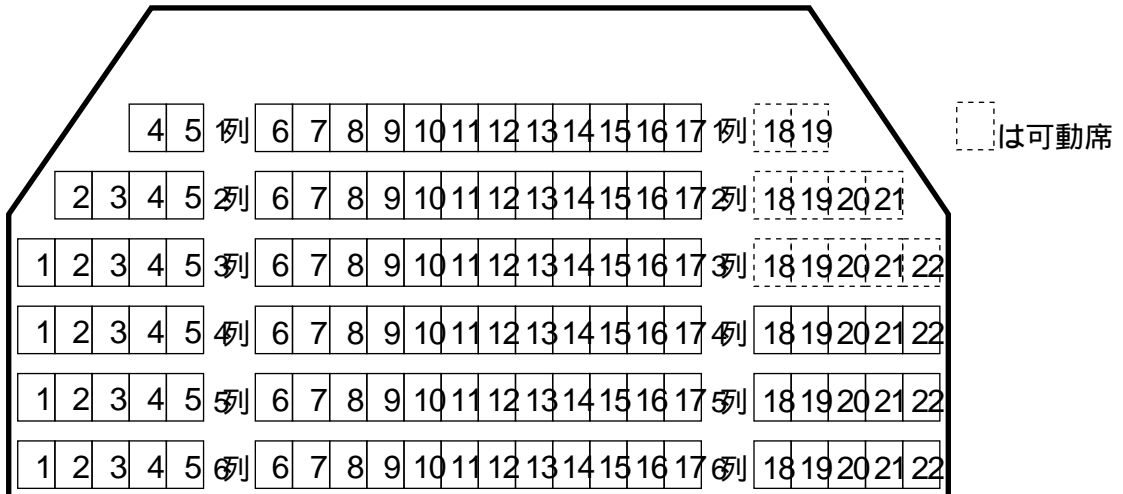 4 5 1列 6 7 8 9 10 11 12 13 14 15 16 17 1列 18 19
は可動席
2 3 4 5 2列 6 7 8 9 10 11 12 13 14 15 16 17 2列 18 19 20 21
1 2 3 4 5 3列 6 7 8 9 10 11 12 13 14 15 16 17 3列 18 19 20 21 22
1 2 3 4 5 4列 6 7 8 9 10 11 12 13 14 15 16 17 4列 18 19 20 21 22
1 2 3 4 5 5列 6 7 8 9 10 11 12 13 14 15 16 17 5列 18 19 20 21 22
1 2 3 4 5 6列 6 7 8 9 10 11 12 13 14 15 16 17 6列 18 19 20 21 22